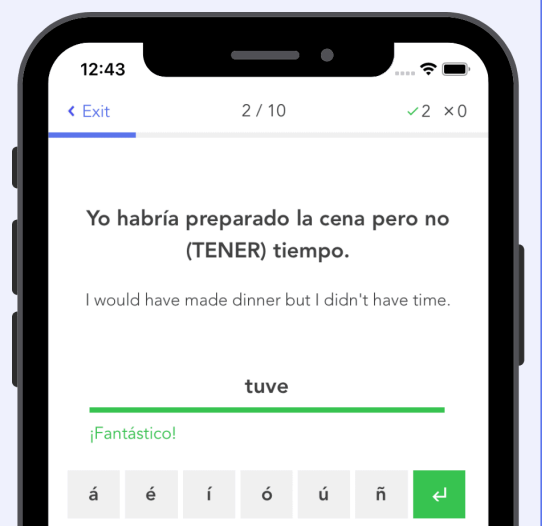 12:43
Exit 2 / 10 ✓2 ×0
Yo habría preparado la cena pero no
(TENER) tiempo.
I would have made dinner but I didn't have time.
tuve
¡Fantástico!
á é í ó ú ñ